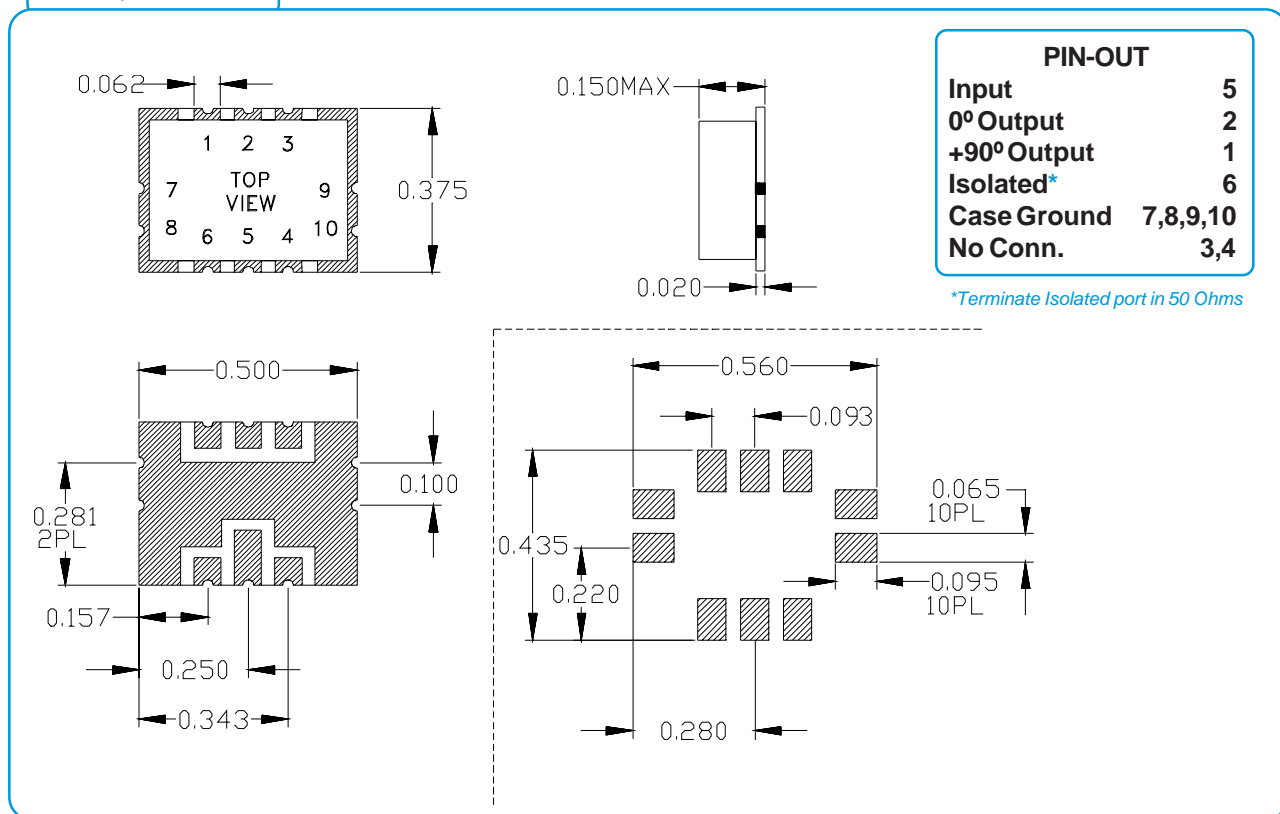 PIN-OUT
Input 5
0º Output 2
+90º Output 1
Isolated* 6
Case Ground 7,8,9,10
No Conn. 3,4
*Terminate Isolated port in 50 Ohms
0.062
1 2 3
TOP
VIEW
7 9
8 10
6 5 4
0.375
0.150MAX
0.020
0.500
0.100
0.281
2PL
0.157
0.250
0.343
0.560
0.093
0.065
10PL
0.435
0.220
0.095
10PL
0.280